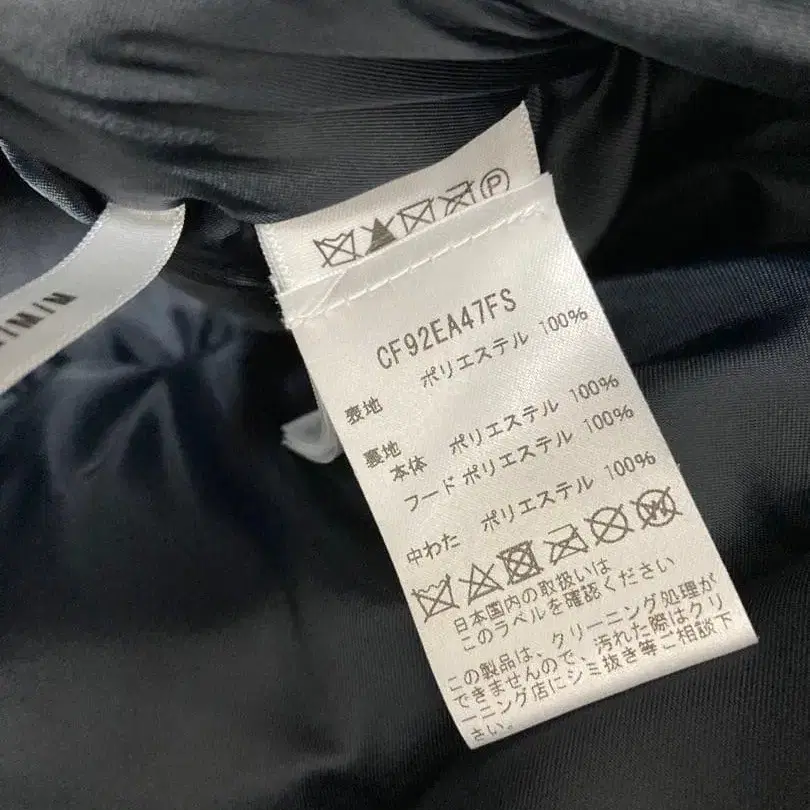 M/M/M
CF92EA47FS
表地 ポリエステル 100%
裏地
本体 ポリエステル 100%
フード ポリエステル 100%
中わた ポリエステル 100%
日本国内の取扱いは
このラベルを確認ください
この製品は、クリーニング処理が
できませんので、汚れた際はクリ
ーニング店にシミ抜き等ご相談下
さい。